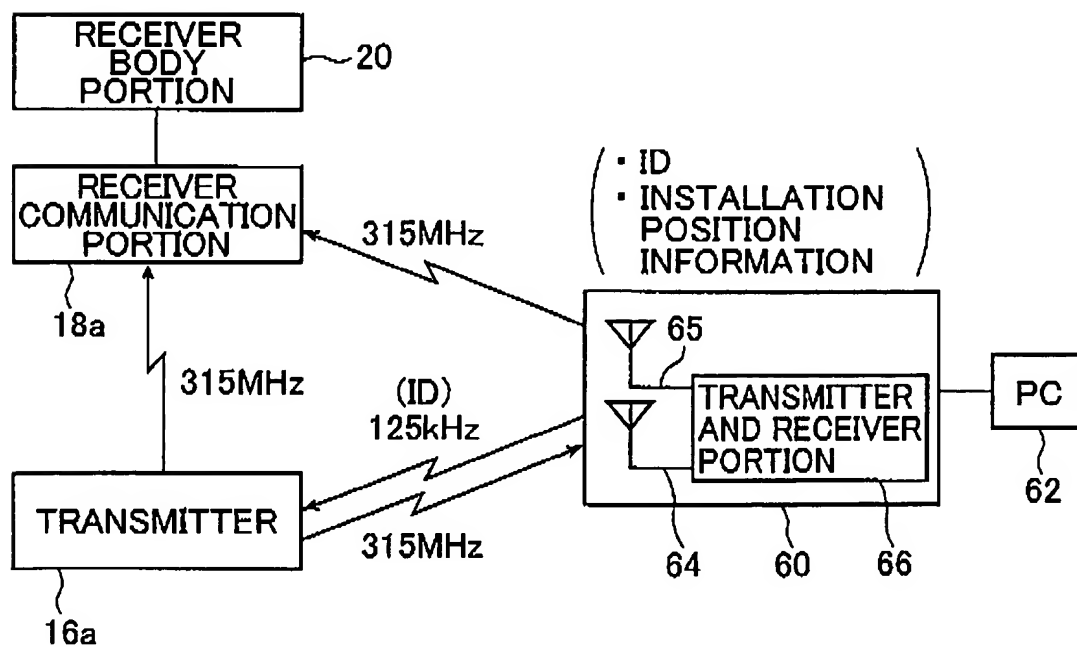 RECEIVER
BODY
PORTION
20
RECEIVER
COMMUNICATION
PORTION
18a
315MHz
315MHz
・ ID
・ INSTALLATION
POSITION
INFORMATION
65
TRANSMITTER
AND RECEIVER
PORTION
PC
62
64
60
66
(ID)
125kHz
315MHz
TRANSMITTER
16a